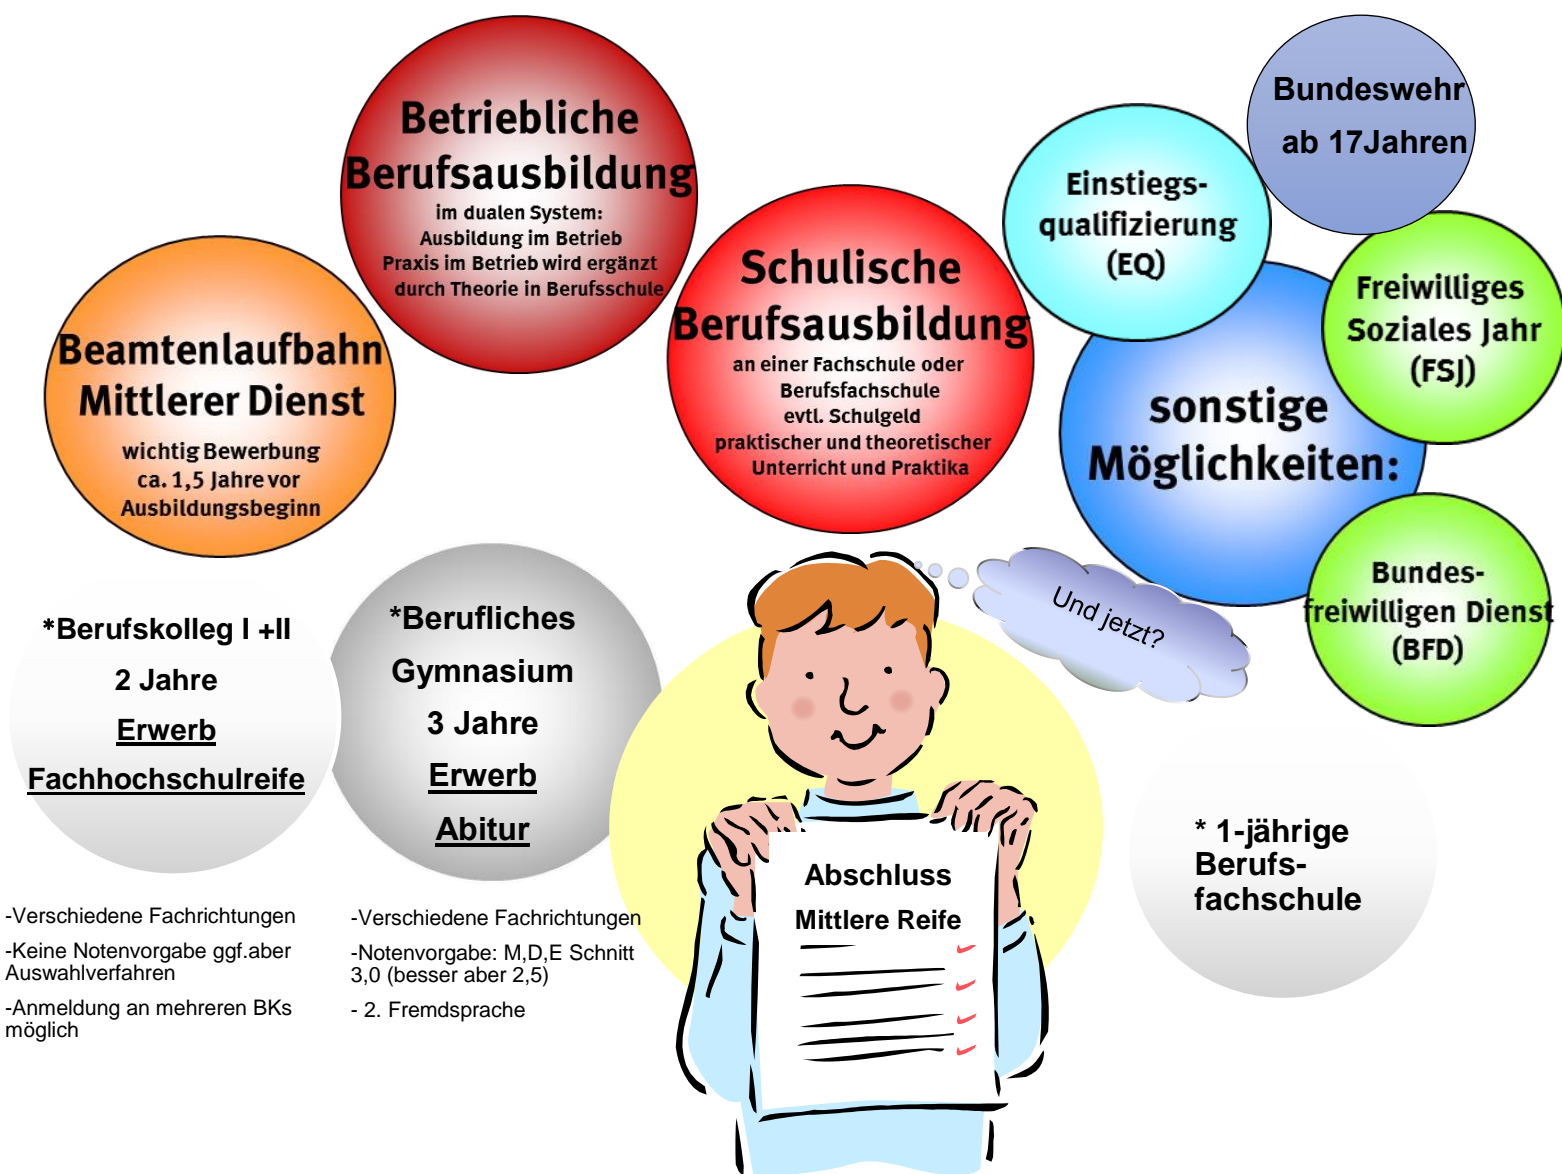 Betriebliche
Berufsausbildung
im dualen System:
Ausbildung im Betrieb
Praxis im Betrieb wird ergänzt
durch Theorie in Berufsschule
Bundeswehr
ab 17Jahren
Einstiegs-
qualifizierung
(EQ)
Schulische
Berufsausbildung
an einer Fachschule oder
Berufsfachschule
evtl. Schulgeld
praktischer und theoretischer
Unterricht und Praktika
Freiwilliges
Soziales Jahr
(FSJ)
Beamtenlaufbahn
Mittlerer Dienst
wichtig Bewerbung
ca. 1,5 Jahre vor
Ausbildungsbeginn
sonstige
Möglichkeiten:
Bundes-
freiwilligen Dienst
(BFD)
Und jetzt?
*Berufskolleg I +II
2 Jahre
Erwerb
Fachhochschulreife
*Berufliches
Gymnasium
3 Jahre
Erwerb
Abitur
* 1-jährige
Berufs-
fachschule
Abschluss
Mittlere Reife
-Verschiedene Fachrichtungen
-Keine Notenvorgabe ggf.aber
Auswahlverfahren
-Anmeldung an mehreren BKs
möglich
-Verschiedene Fachrichtungen
-Notenvorgabe: M,D,E Schnitt
3,0 (besser aber 2,5)
- 2. Fremdsprache